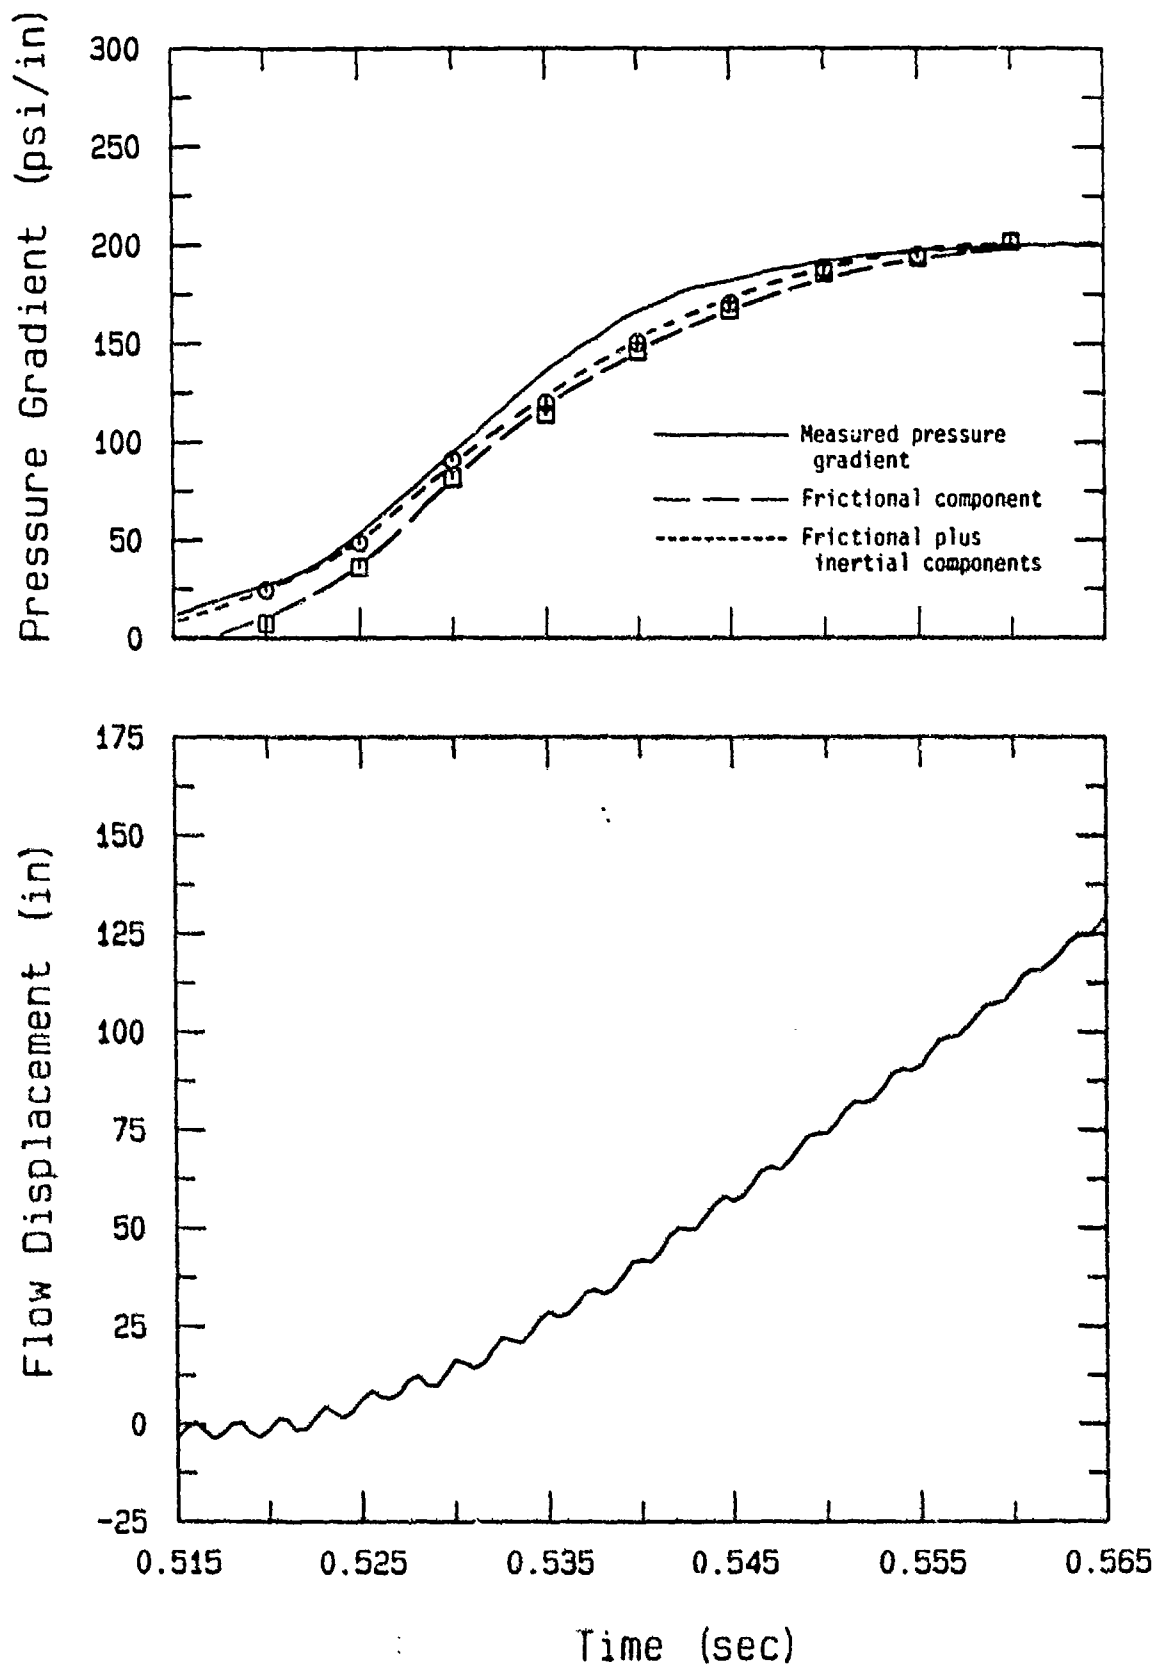 Pressure Gradient (psi/in)
300
250
200
150
100
50
0
Measured pressure
gradient
Frictional component
Frictional plus
inertial components
Flow Displacement (in)
175
150
125
100
75
50
25
0
-25
0.515 0.525 0.535 0.545 0.555 0.565
Time (sec)